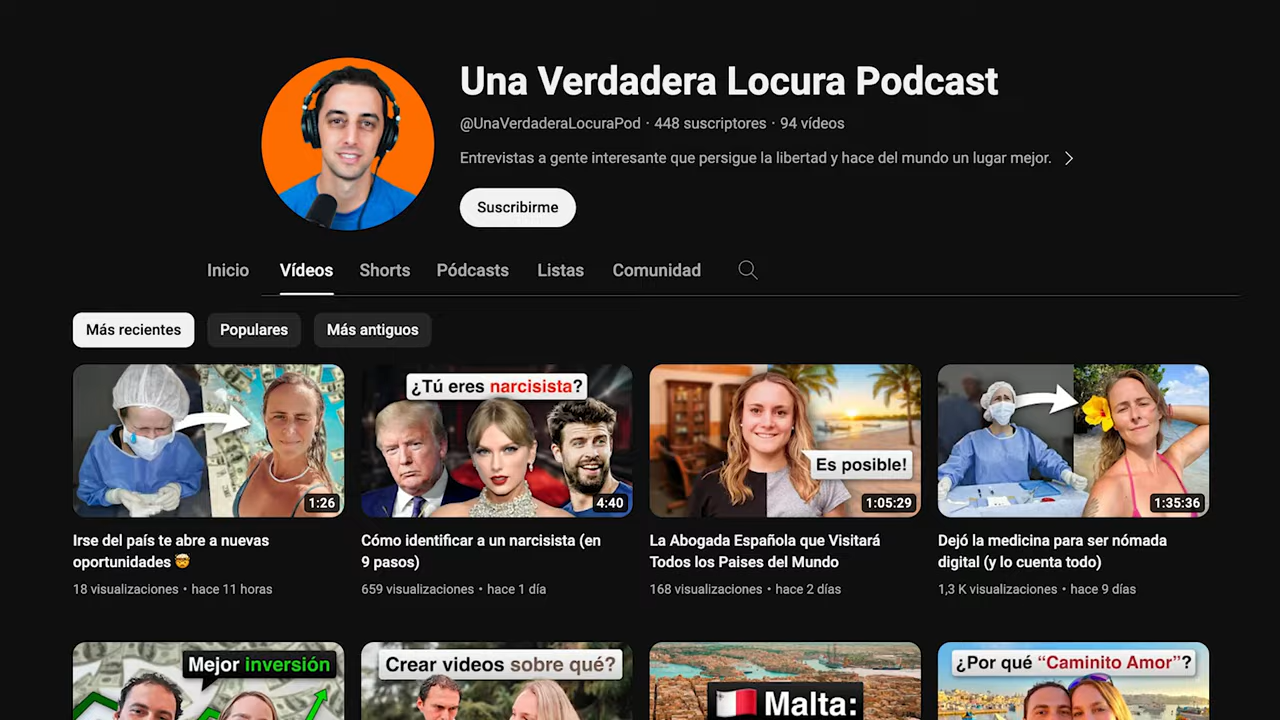 Una Verdadera Locura Podcast
@UnaVerdaderaLocuraPod · 448 suscriptores · 94 vídeos
Entrevistas a gente interesante que persigue la libertad y hace del mundo un lugar mejor.
Suscribirme
Inicio Vídeos Shorts Pódcasts Listas Comunidad
Más recientes Populares Más antiguos
¿Tú eres narcisista?
Es posible!
1:26 4:40 1:05:29 1:35:36
Irse del país te abre a nuevas
oportunidades 🤯
18 visualizaciones · hace 11 horas
Cómo identificar a un narcisista (en
9 pasos)
659 visualizaciones · hace 1 día
La Abogada Española que Visitará
Todos los Paises del Mundo
168 visualizaciones · hace 2 días
Dejó la medicina para ser nómada
digital (y lo cuenta todo)
1,3 K visualizaciones · hace 9 días
Mejor inversión
Crear videos sobre qué?
Malta:
¿Por qué “Caminito Amor”?